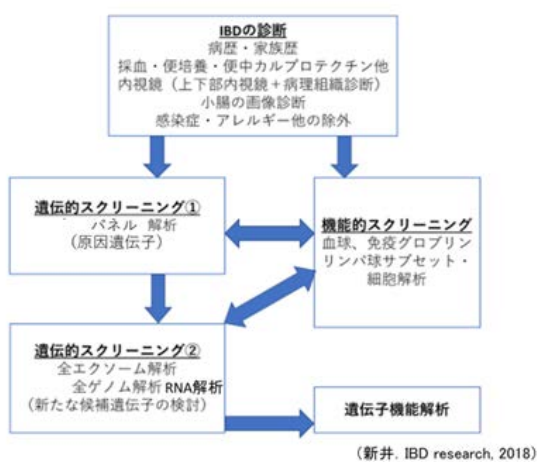 IBDの診断
病歴・家族歴
採血・便培養・便中カルプロテクチン他
内視鏡（上下部内視鏡＋病理組織診断）
小腸の画像診断
感染症・アレルギー他の除外
遺伝的スクリーニング①
パネル 解析
(原因遺伝子)
機能的スクリーニング
血球、免疫グロブリン
リンパ球サブセット・
細胞解析
遺伝的スクリーニング②
全エクソーム解析
全ゲノム解析 RNA解析
(新たな候補遺伝子の検討)
遺伝子機能解析
(新井. IBD research, 2018)